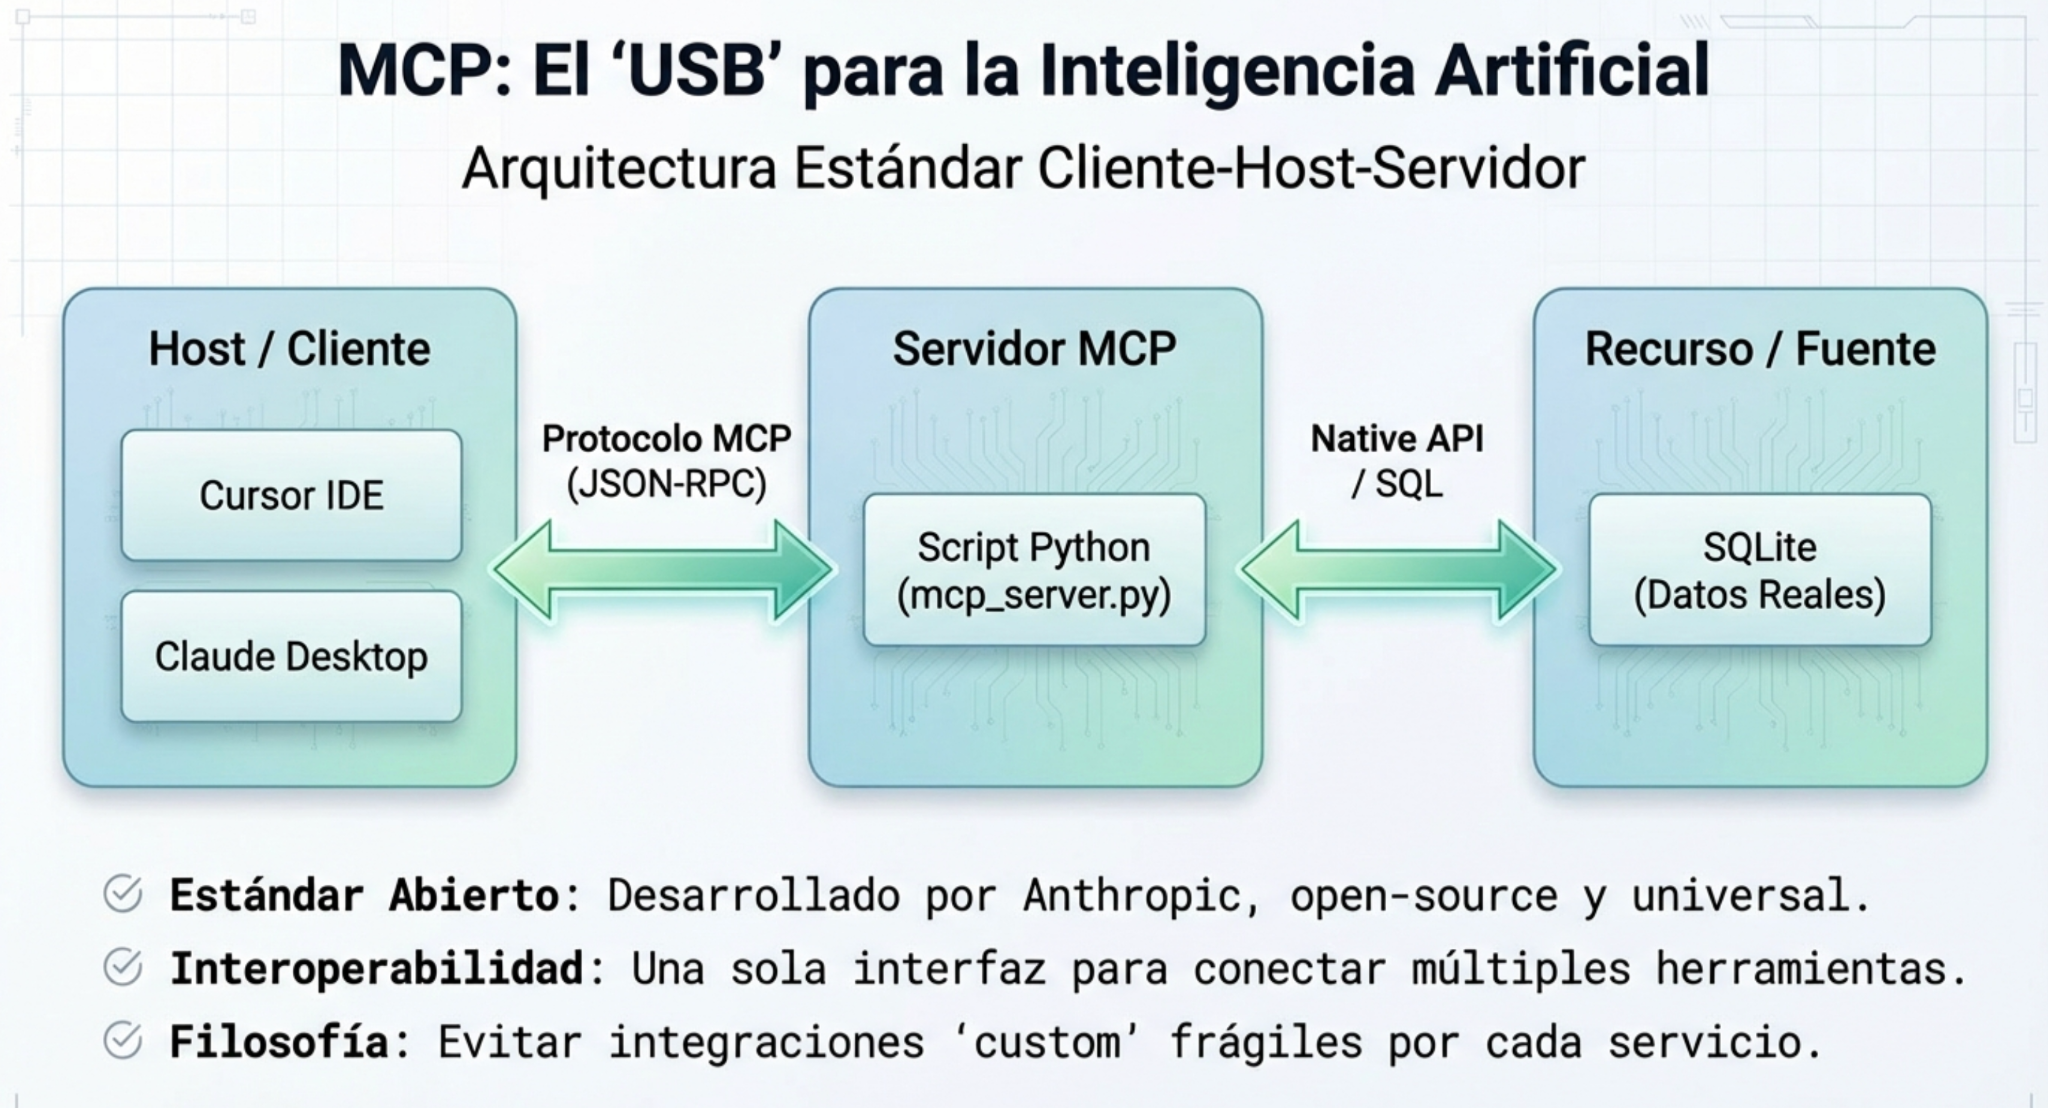 MCP: El ‘USB’ para la Inteligencia Artificial
Arquitectura Estándar Cliente-Host-Servidor
Host / Cliente
Cursor IDE
Claude Desktop
Protocolo MCP
(JSON-RPC)
Servidor MCP
Script Python
(mcp_server.py)
Native API
/ SQL
Recurso / Fuente
SQLite
(Datos Reales)
Estándar Abierto: Desarrollado por Anthropic, open-source y universal.
Interoperabilidad: Una sola interfaz para conectar múltiples herramientas.
Filosofía: Evitar integraciones ‘custom’ frágiles por cada servicio.